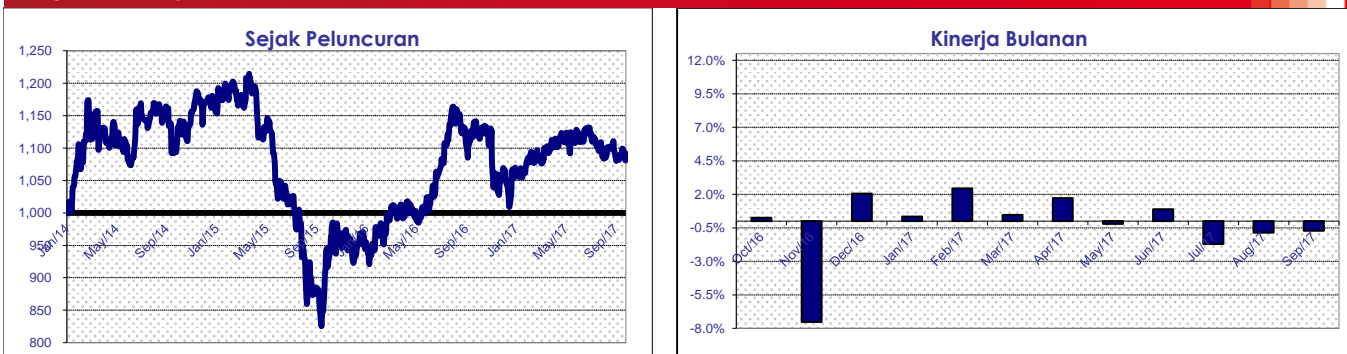 Sejak Peluncuran
1,250
1,200
1,150
1,100
1,050
1,000
950
900
850
800
Jan/14
May/14
Sep/14
Jan/15
May/15
Sep/15
Jan/16
May/16
Sep/16
Jan/17
May/17
Sep/17
Kinerja Bulanan
12.0%
9.5%
7.0%
4.5%
2.0%
-0.5%
-3.0%
-5.5%
-8.0%
Oct/16
Nov/16
Dec/16
Jan/17
Feb/17
Mar/17
Apr/17
May/17
Jun/17
Jul/17
Aug/17
Sep/17